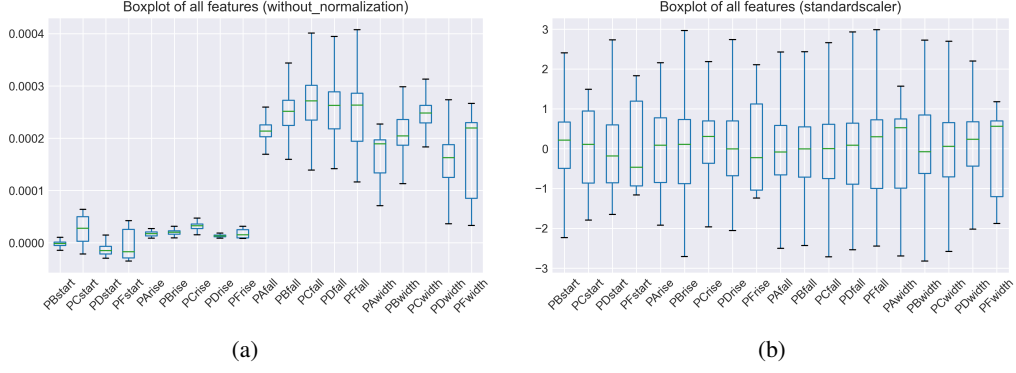 Boxplot of all features (without_normalization)
0.0004
0.0003
0.0002
0.0001
0.0000
PBstart PCstart PDstart PFstart PArise PBrise PCrise PDrise PFrise PAfall PBfall PCfall PDfall PFfall PAwidth PBwidth PCwidth PDwidth PFwidth
(a)
Boxplot of all features (standardscaler)
3
2
1
0
−1
−2
−3
PBstart PCstart PDstart PFstart PArise PBrise PCrise PDrise PFrise PAfall PBfall PCfall PDfall PFfall PAwidth PBwidth PCwidth PDwidth PFwidth
(b)